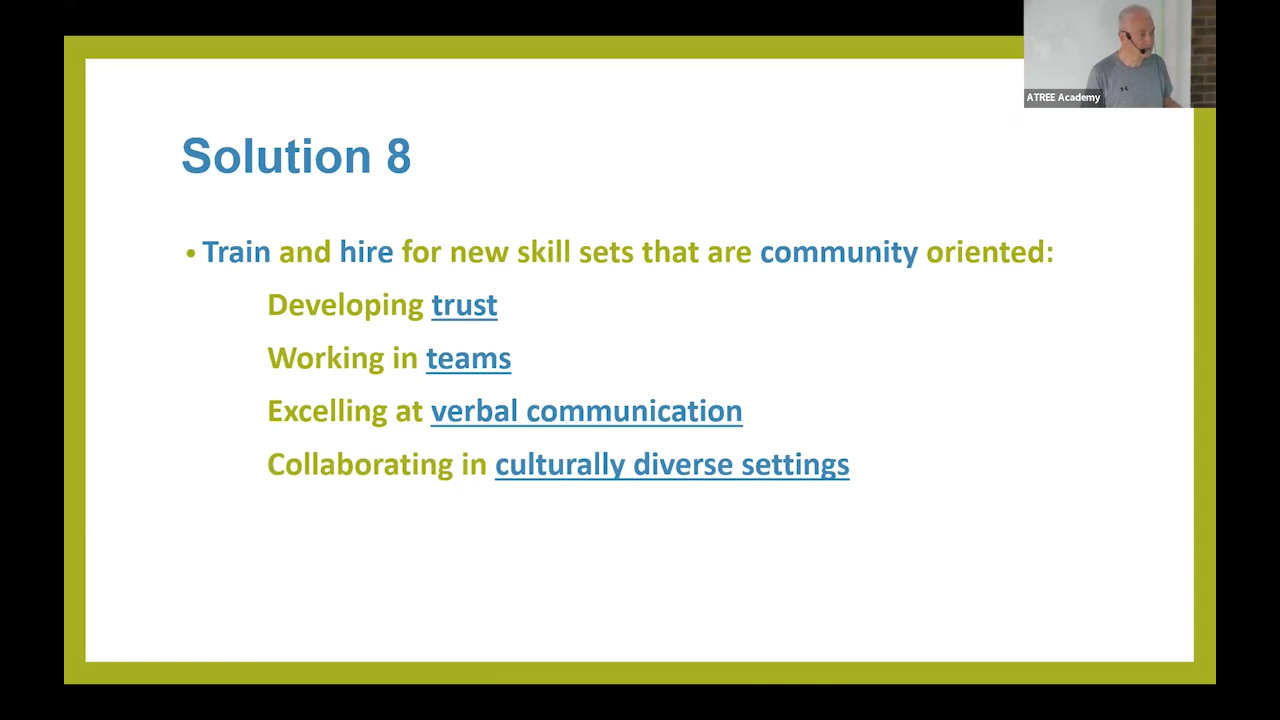 ATREE Academy
Solution 8
• Train and hire for new skill sets that are community oriented:
Developing trust
Working in teams
Excelling at verbal communication
Collaborating in culturally diverse settings